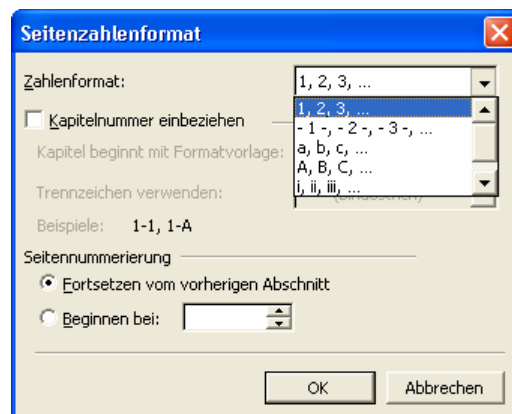 Seitenzahlenformat
Zahlenformat: 1, 2, 3, ...
1, 2, 3, ...
Kapitelnummer einbeziehen
- 1 -, - 2 -, - 3 -, ...
Kapitel beginnt mit Formatvorlage:
a, b, c, ...
A, B, C, ...
Trennzeichen verwenden:
i, ii, iii, ...
Beispiele: 1-1, 1-A
Seitennummerierung
Fortsetzen vom vorherigen Abschnitt
Beginnen bei:
OK Abbrechen